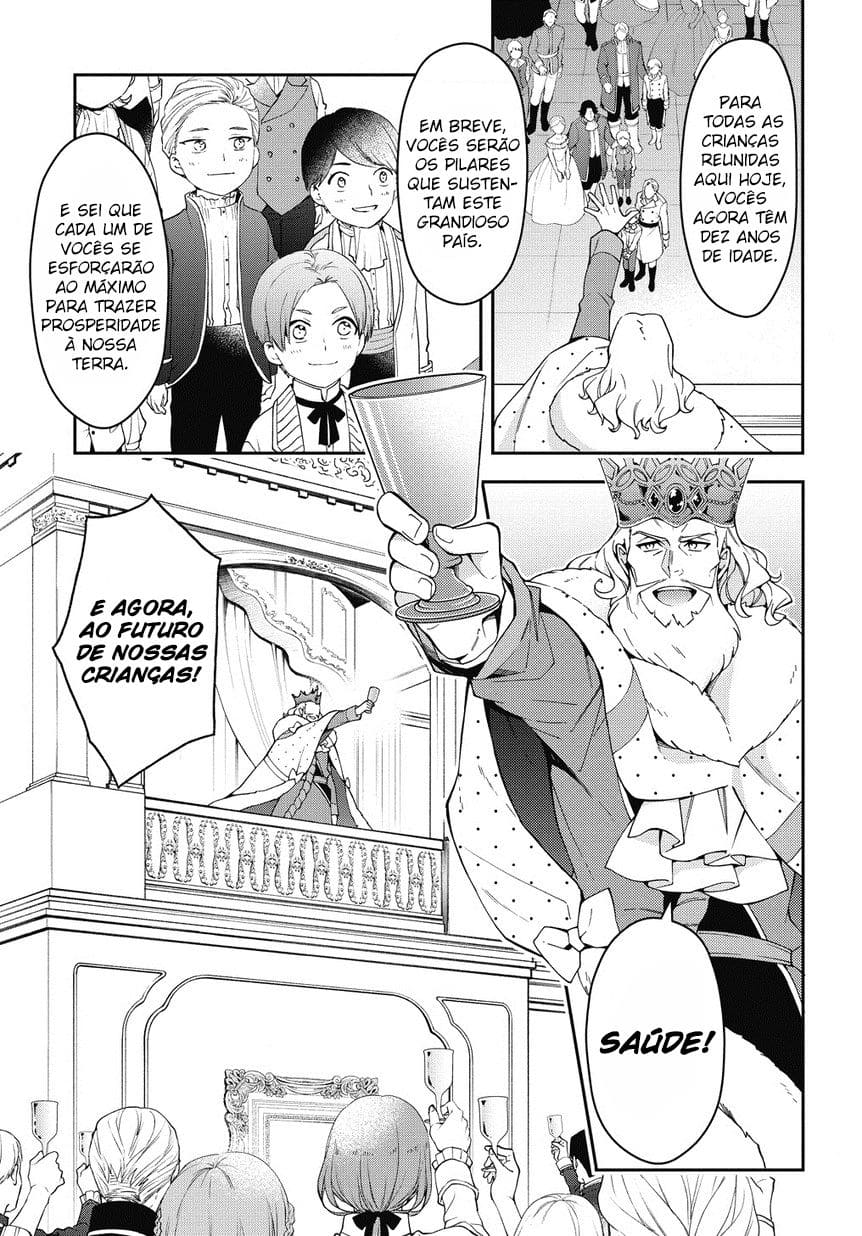 PARA
TODAS AS
CRIANÇAS
REUNIDAS
AQUI HOJE,
VOCÊS
AGORA TÊM
DEZ ANOS
DE IDADE.
EM BREVE,
VOCÊS SERÃO
OS PILARES
QUE SUSTEN-
TAM ESTE
GRANDIOSO
PAÍS.
E SEI QUE
CADA UM DE
VOCÊS SE
ESFORÇARÃO
AO MÁXIMO
PARA TRAZER
PROSPERIDADE
À NOSSA
TERRA.
E AGORA,
AO FUTURO
DE NOSSAS
CRIANÇAS!
SAÚDE!